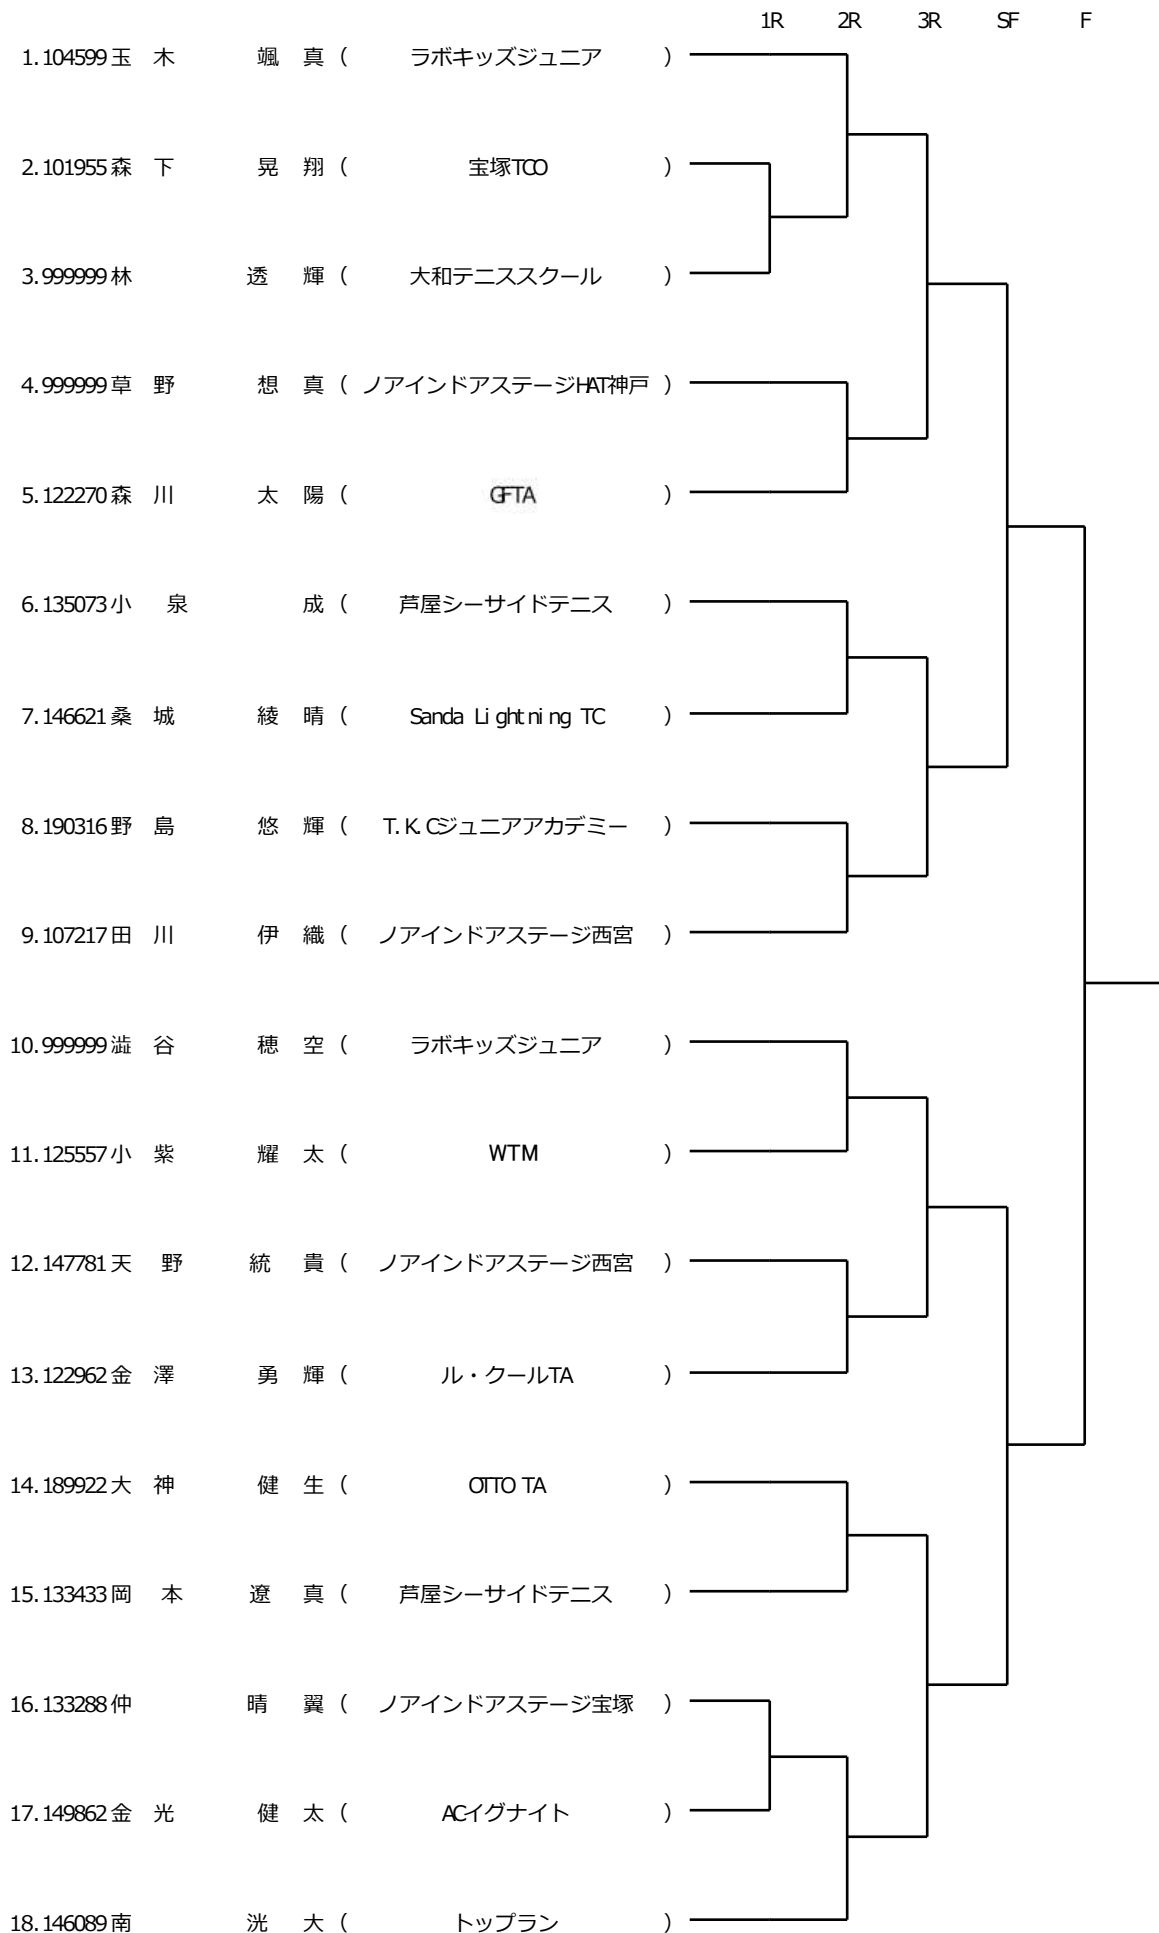 1R 2R 3R SF F
1.104599 玉 木 颯 真 ( ラボキッズジュニア )
2.101955 森 下 晃 翔 ( 宝塚TCO )
3.999999 林 透 輝 ( 大和テニススクール )
4.999999 草 野 想 真 ( ノアインドアステージHAT神戸 )
5.122270 森 川 太 陽 ( GFTA )
6.135073 小 泉 成 ( 芦屋シーサイドテニス )
7.146621 桑 城 綾 晴 ( Sanda Lightning TC )
8.190316 野 島 悠 輝 ( T.K.Cジュニアアカデミー )
9.107217 田 川 伊 織 ( ノアインドアステージ西宮 )
10.999999 澁 谷 穂 空 ( ラボキッズジュニア )
11.125557 小 紫 耀 太 ( WTM )
12.147781 天 野 統 貴 ( ノアインドアステージ西宮 )
13.122962 金 澤 勇 輝 ( ル・クールTA )
14.189922 大 神 健 生 ( OTTO TA )
15.133433 岡 本 遼 真 ( 芦屋シーサイドテニス )
16.133288 仲 晴 翼 ( ノアインドアステージ宝塚 )
17.149862 金 光 健 太 ( ACイグナイト )
18.146089 南 洸 大 ( トップラン )